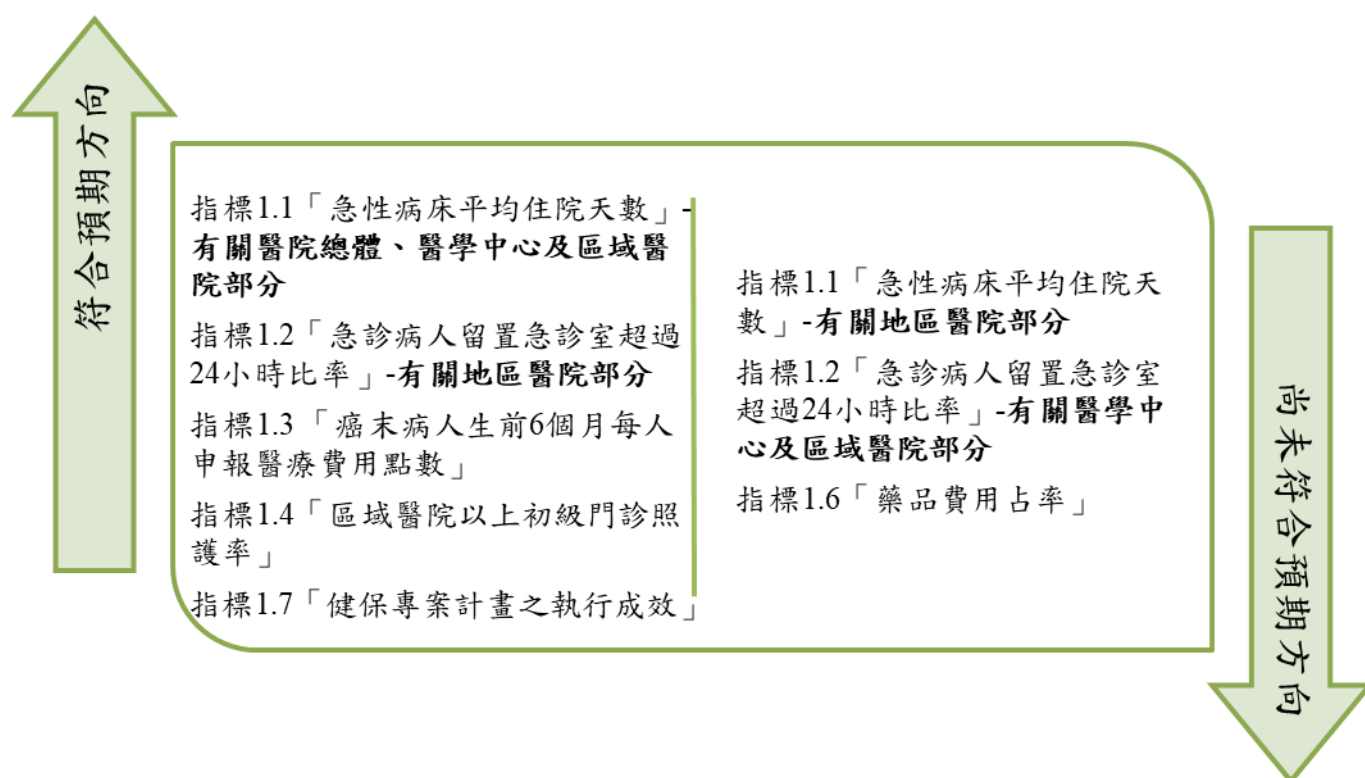 符合預期方向
指標1.1「急性病床平均住院天數」-
有關醫院總體、醫學中心及區域醫
院部分
指標1.2「急診病人留置急診室超過
24小時比率」-有關地區醫院部分
指標1.3「癌末病人生前6個月每人
申報醫療費用點數」
指標1.4「區域醫院以上初級門診照
護率」
指標1.7「健保專案計畫之執行成效」
指標1.1「急性病床平均住院天
數」-有關地區醫院部分
指標1.2「急診病人留置急診室
超過24小時比率」-有關醫學中
心及區域醫院部分
指標1.6「藥品費用占率」
尚未符合預期方向